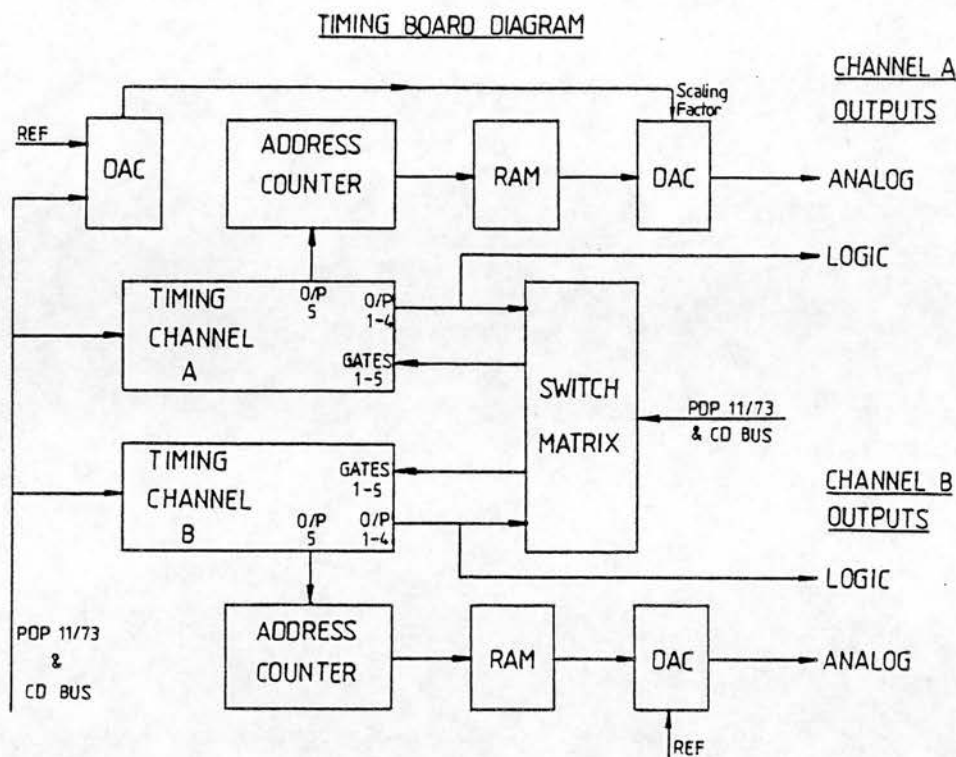 TIMING BOARD DIAGRAM
CHANNEL A
OUTPUTS
REF
DAC
ADDRESS
COUNTER
RAM
Scaling
Factor
DAC
ANALOG
LOGIC
TIMING
CHANNEL
A
O/P
5
O/P
1-4
GATES
1-5
SWITCH
MATRIX
PDP 11/73
& CD BUS
TIMING
CHANNEL
B
GATES
1-5
O/P
5
O/P
1-4
CHANNEL B
OUTPUTS
LOGIC
PDP 11/73
&
CD BUS
ADDRESS
COUNTER
RAM
DAC
ANALOG
REF